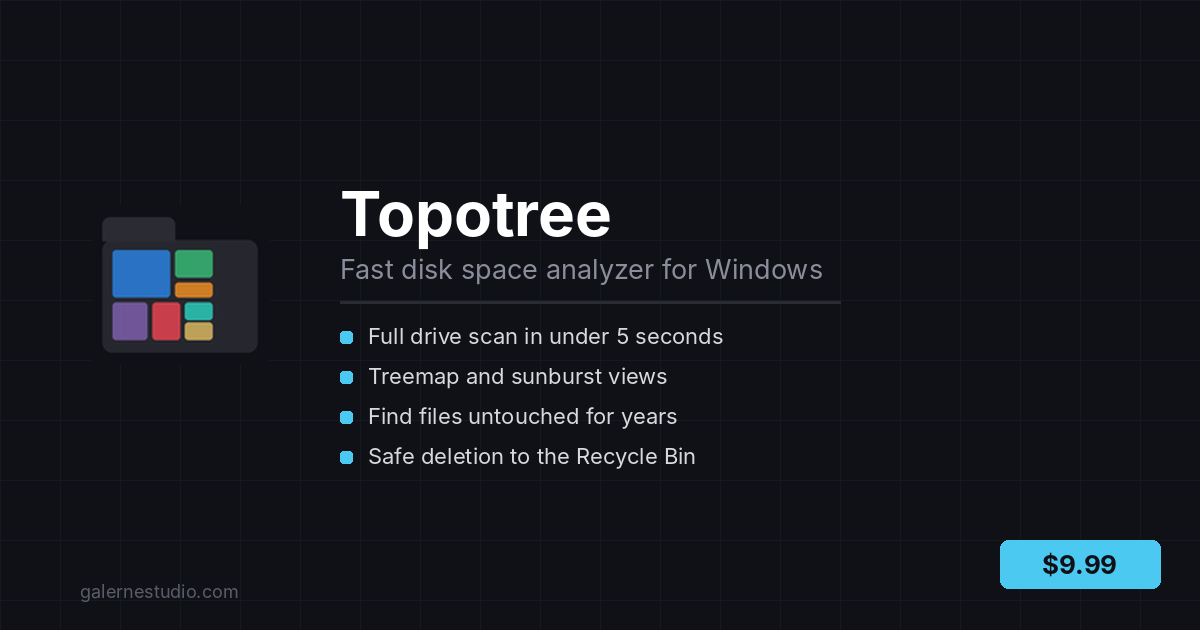 Topotree
Fast disk space analyzer for Windows
Full drive scan in under 5 seconds
Treemap and sunburst views
Find files untouched for years
Safe deletion to the Recycle Bin
$9.99
galernestudio.com